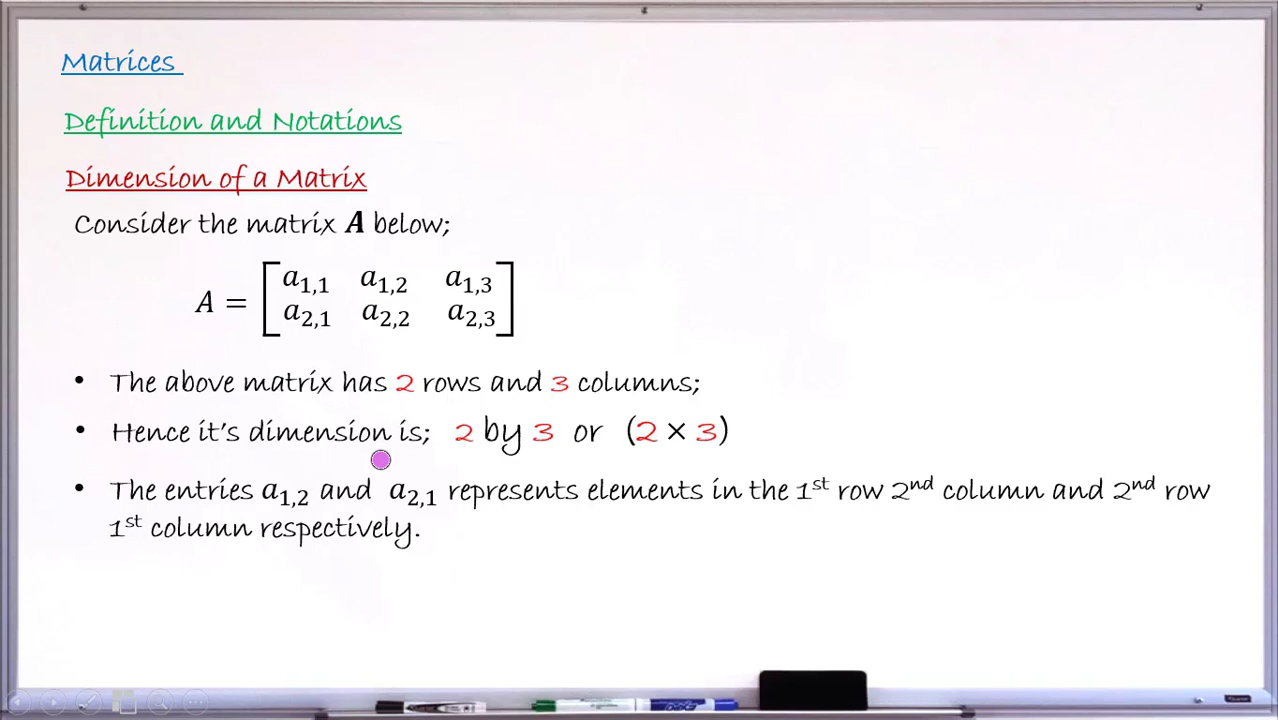 Matrices
Definition and Notations
Dimension of a Matrix
Consider the matrix A below;
A = [ a₁,₁ a₁,₂ a₁,₃
a₂,₁ a₂,₂ a₂,₃ ]
• The above matrix has 2 rows and 3 columns;
• Hence it's dimension is; 2 by 3 or (2 × 3)
• The entries a₁,₂ and a₂,₁ represents elements in the 1st row 2nd column and 2nd row
1st column respectively.